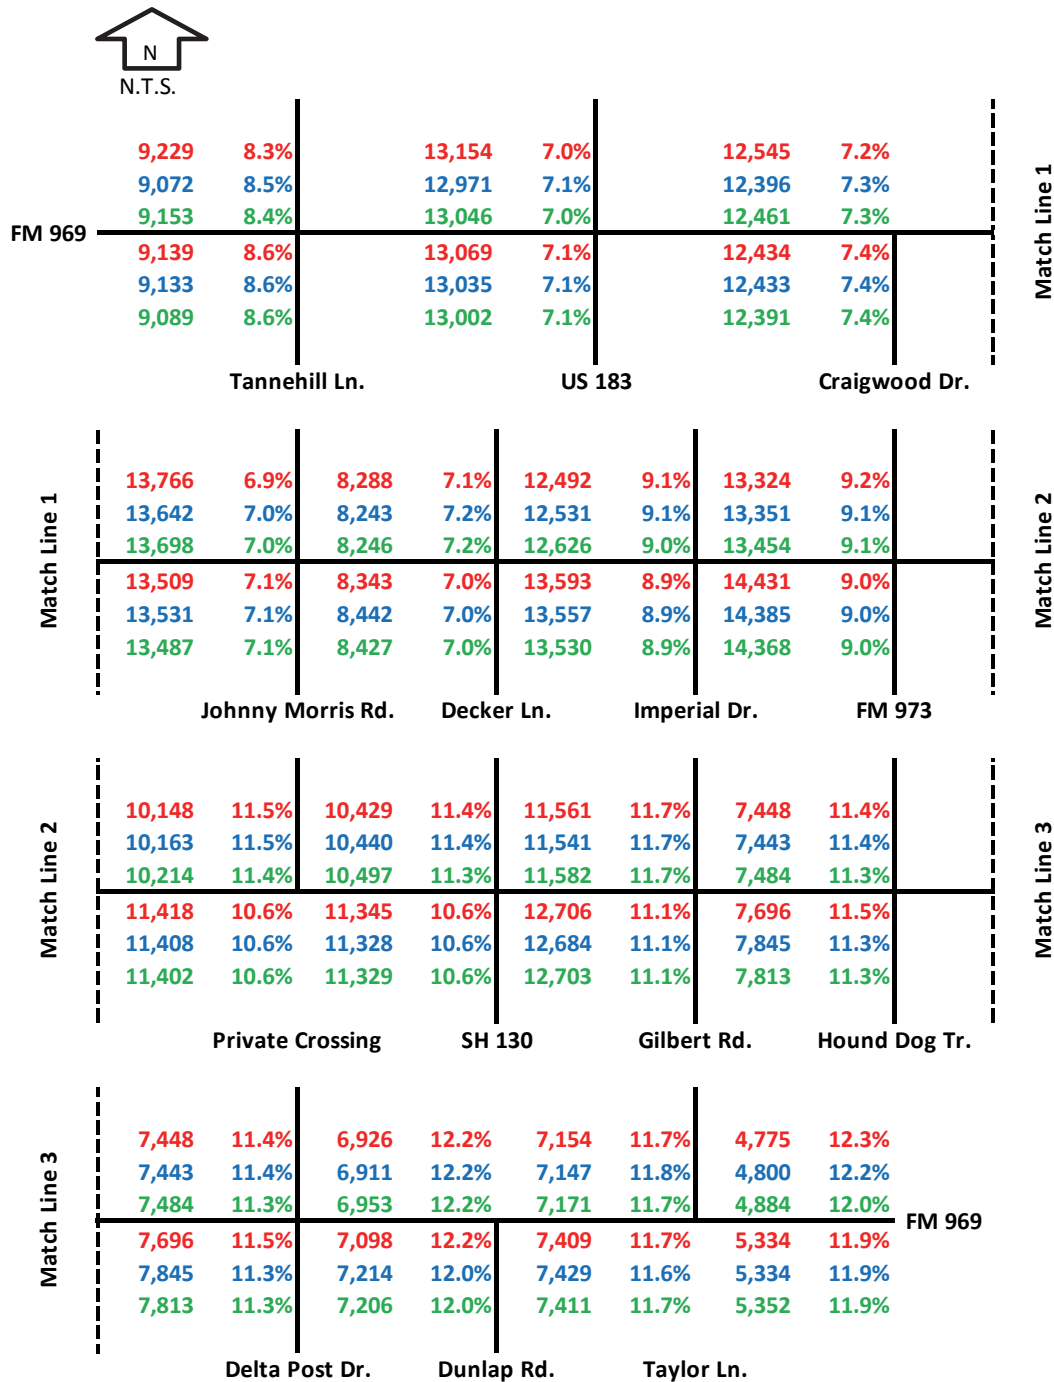 N
N.T.S.
9,229 8.3% 13,154 7.0% 12,545 7.2%
9,072 8.5% 12,971 7.1% 12,396 7.3%
9,153 8.4% 13,046 7.0% 12,461 7.3%
FM 969
9,139 8.6% 13,069 7.1% 12,434 7.4%
9,133 8.6% 13,035 7.1% 12,433 7.4%
9,089 8.6% 13,002 7.1% 12,391 7.4%
Match Line 1
Tannehill Ln. US 183 Craigwood Dr.
Match Line 1
13,766 6.9% 8,288 7.1% 12,492 9.1% 13,324 9.2%
13,642 7.0% 8,243 7.2% 12,531 9.1% 13,351 9.1%
13,698 7.0% 8,246 7.2% 12,626 9.0% 13,454 9.1%
13,509 7.1% 8,343 7.0% 13,593 8.9% 14,431 9.0%
13,531 7.1% 8,442 7.0% 13,557 8.9% 14,385 9.0%
13,487 7.1% 8,427 7.0% 13,530 8.9% 14,368 9.0%
Match Line 2
Johnny Morris Rd. Decker Ln. Imperial Dr. FM 973
Match Line 2
10,148 11.5% 10,429 11.4% 11,561 11.7% 7,448 11.4%
10,163 11.5% 10,440 11.4% 11,541 11.7% 7,443 11.4%
10,214 11.4% 10,497 11.3% 11,582 11.7% 7,484 11.3%
11,418 10.6% 11,345 10.6% 12,706 11.1% 7,696 11.5%
11,408 10.6% 11,328 10.6% 12,684 11.1% 7,845 11.3%
11,402 10.6% 11,329 10.6% 12,703 11.1% 7,813 11.3%
Match Line 3
Private Crossing SH 130 Gilbert Rd. Hound Dog Tr.
Match Line 3
7,448 11.4% 6,926 12.2% 7,154 11.7% 4,775 12.3%
7,443 11.4% 6,911 12.2% 7,147 11.8% 4,800 12.2%
7,484 11.3% 6,953 12.2% 7,171 11.7% 4,884 12.0%
FM 969
7,696 11.5% 7,098 12.2% 7,409 11.7% 5,334 11.9%
7,845 11.3% 7,214 12.0% 7,429 11.6% 5,334 11.9%
7,813 11.3% 7,206 12.0% 7,411 11.7% 5,352 11.9%
Delta Post Dr. Dunlap Rd. Taylor Ln.